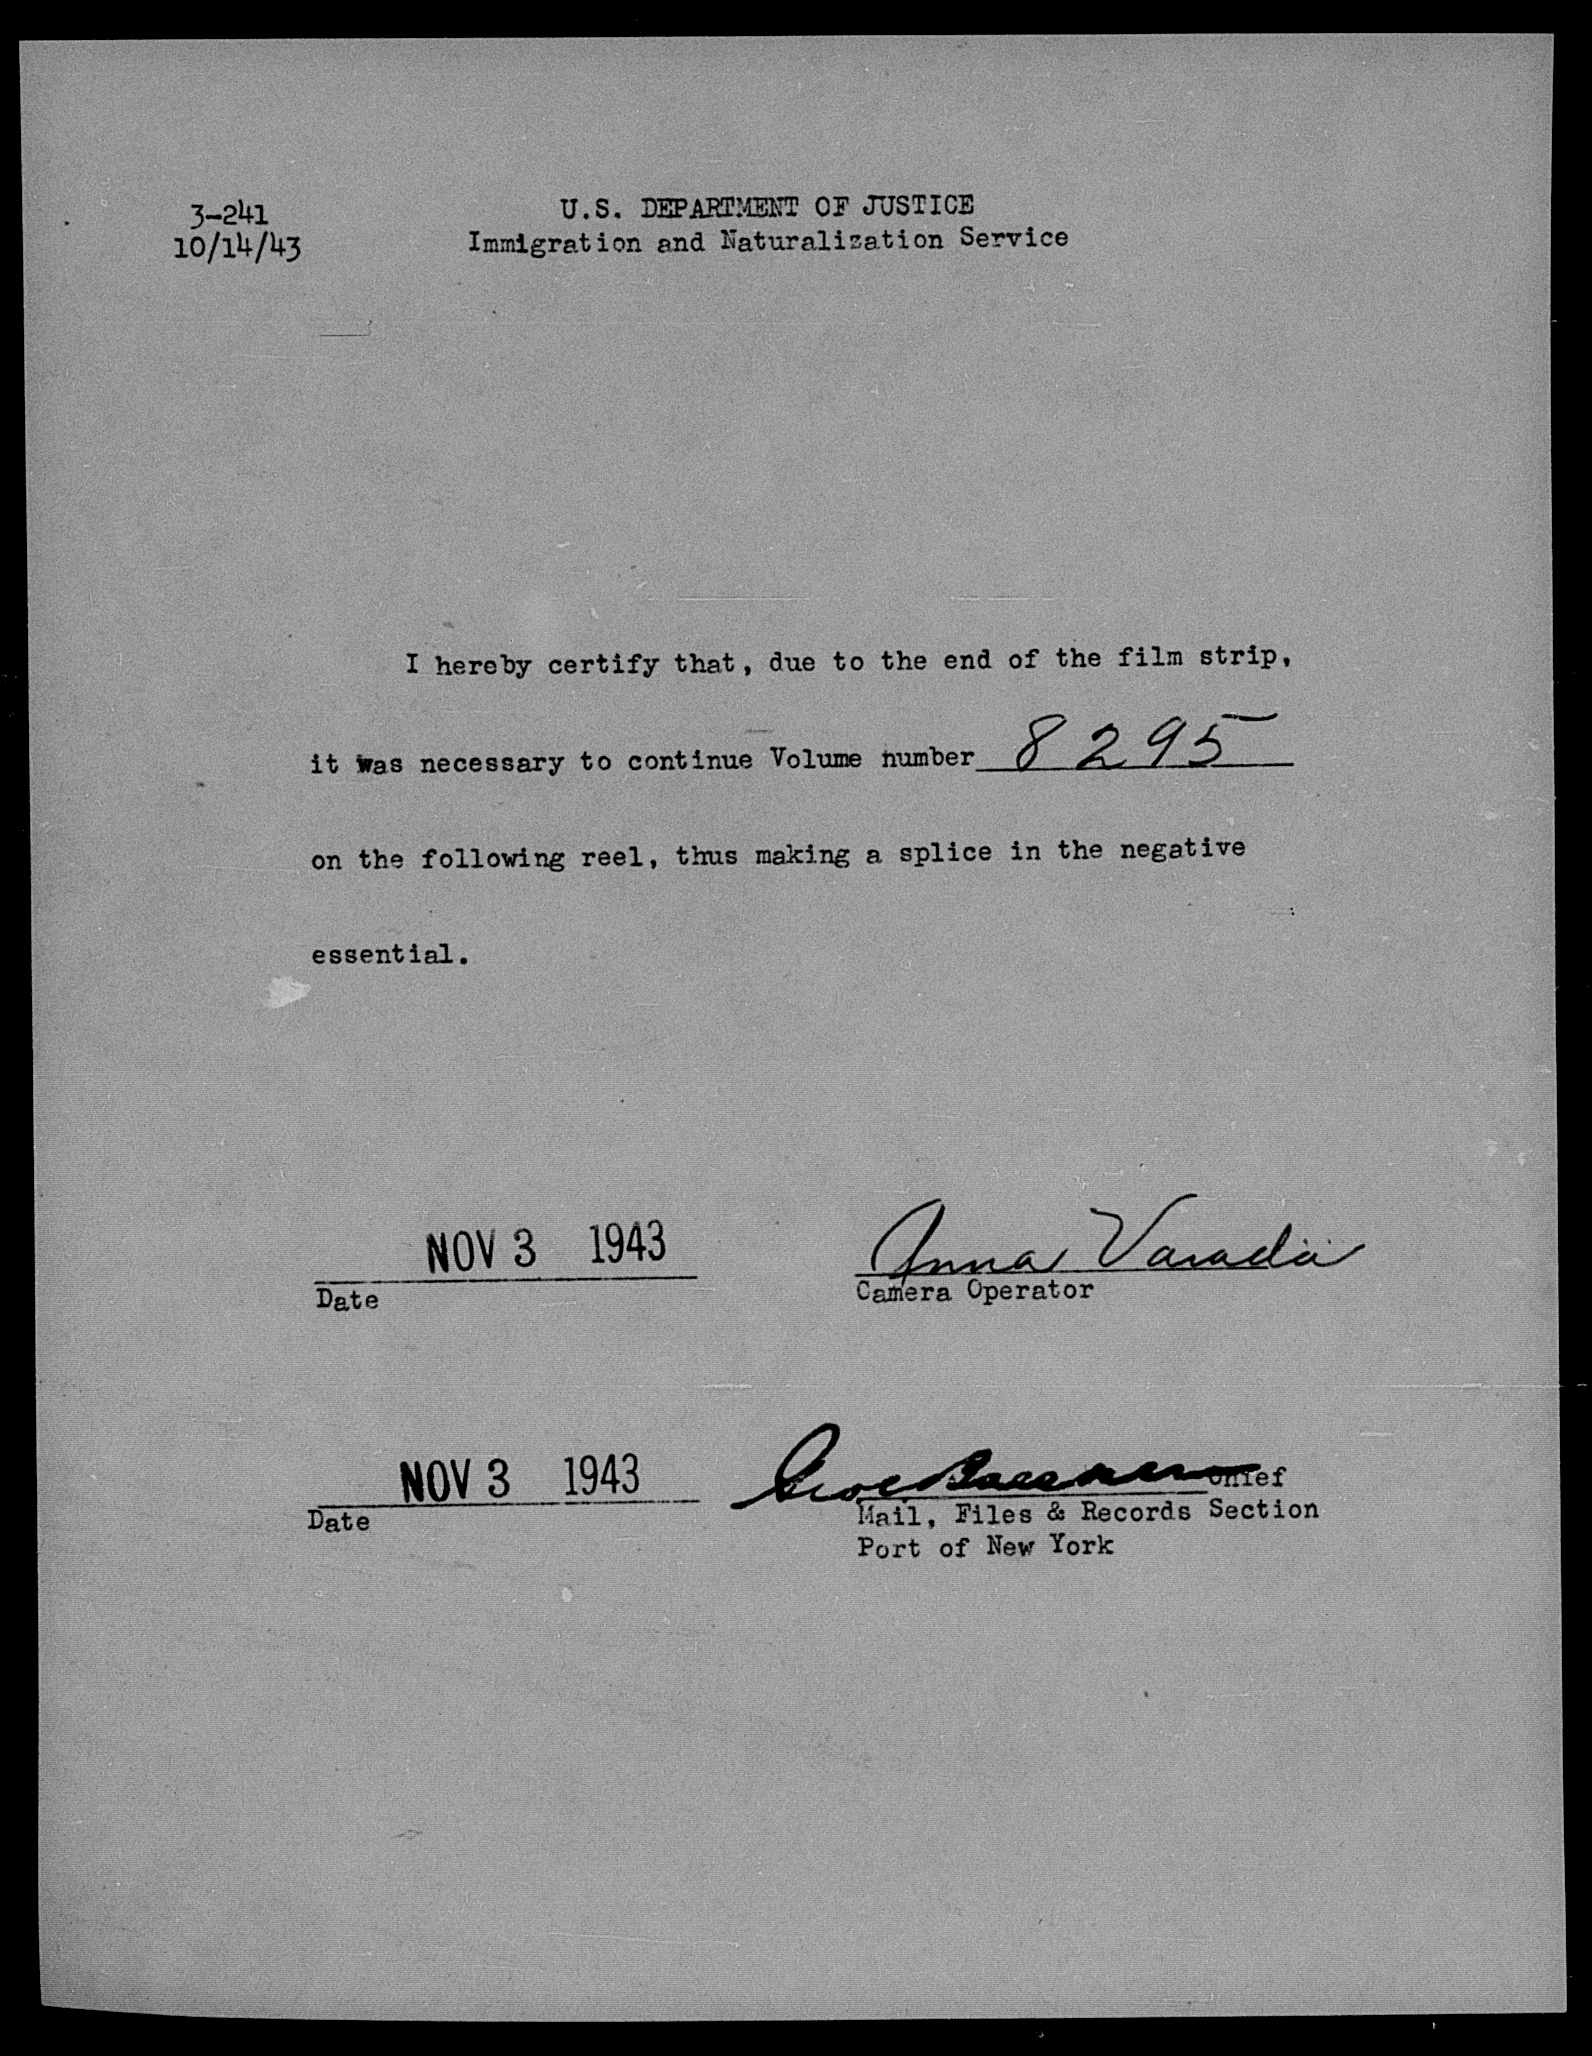 3-241
10/14/43
U.S. DEPARTMENT OF JUSTICE
Immigration and Naturalization Service
I hereby certify that, due to the end of the film strip,
it was necessary to continue Volume number 8295
on the following reel, thus making a splice in the negative
essential.
NOV 3 1943
Date
Anna Varadia
Camera Operator
NOV 3 1943
Date
Chief
Mail, Files & Records Section
Port of New York